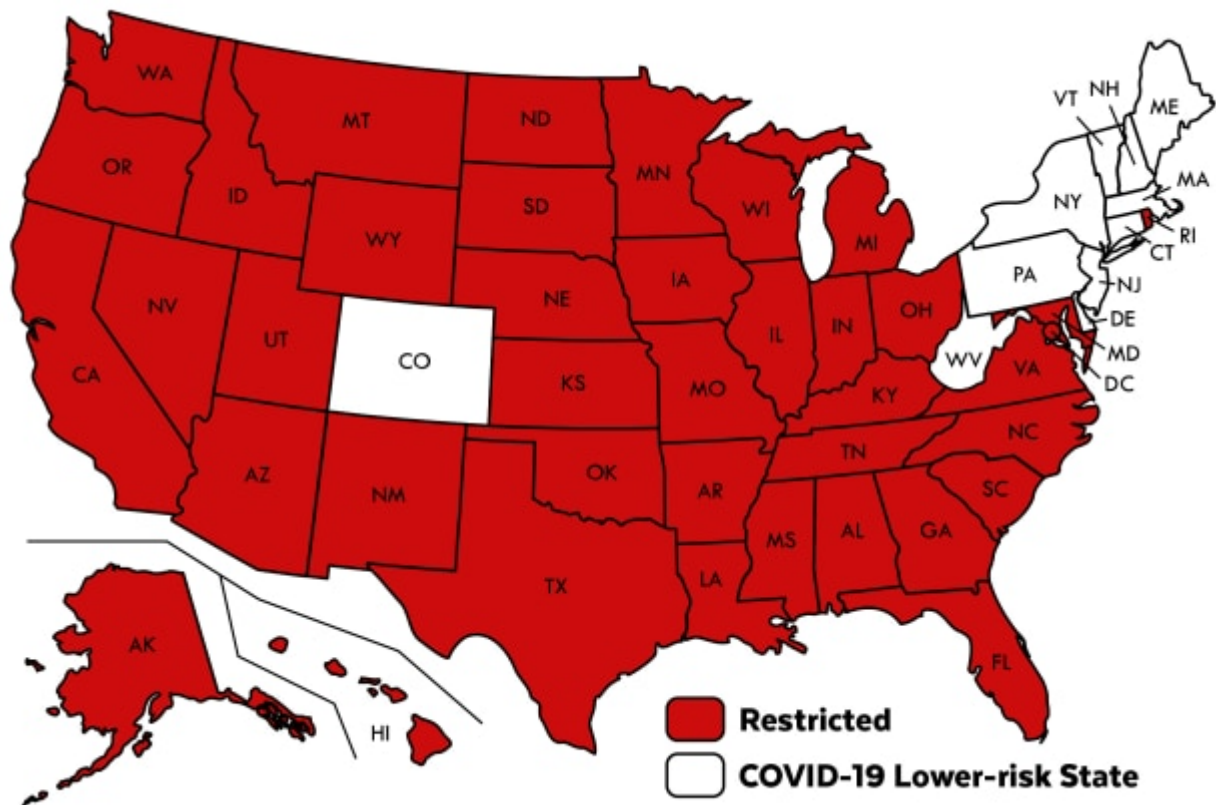 WA
MT
ND
MN
OR
ID
SD
WI
MI
WY
VT
NH
ME
MA
NY
RI
CT
NV
UT
NE
IA
PA
NJ
CA
CO
KS
IL
IN
OH
DE
MD
DC
MO
WV
VA
KY
AZ
NM
OK
AR
TN
NC
SC
TX
LA
MS
AL
GA
AK
HI
FL
Restricted
COVID-19 Lower-risk State